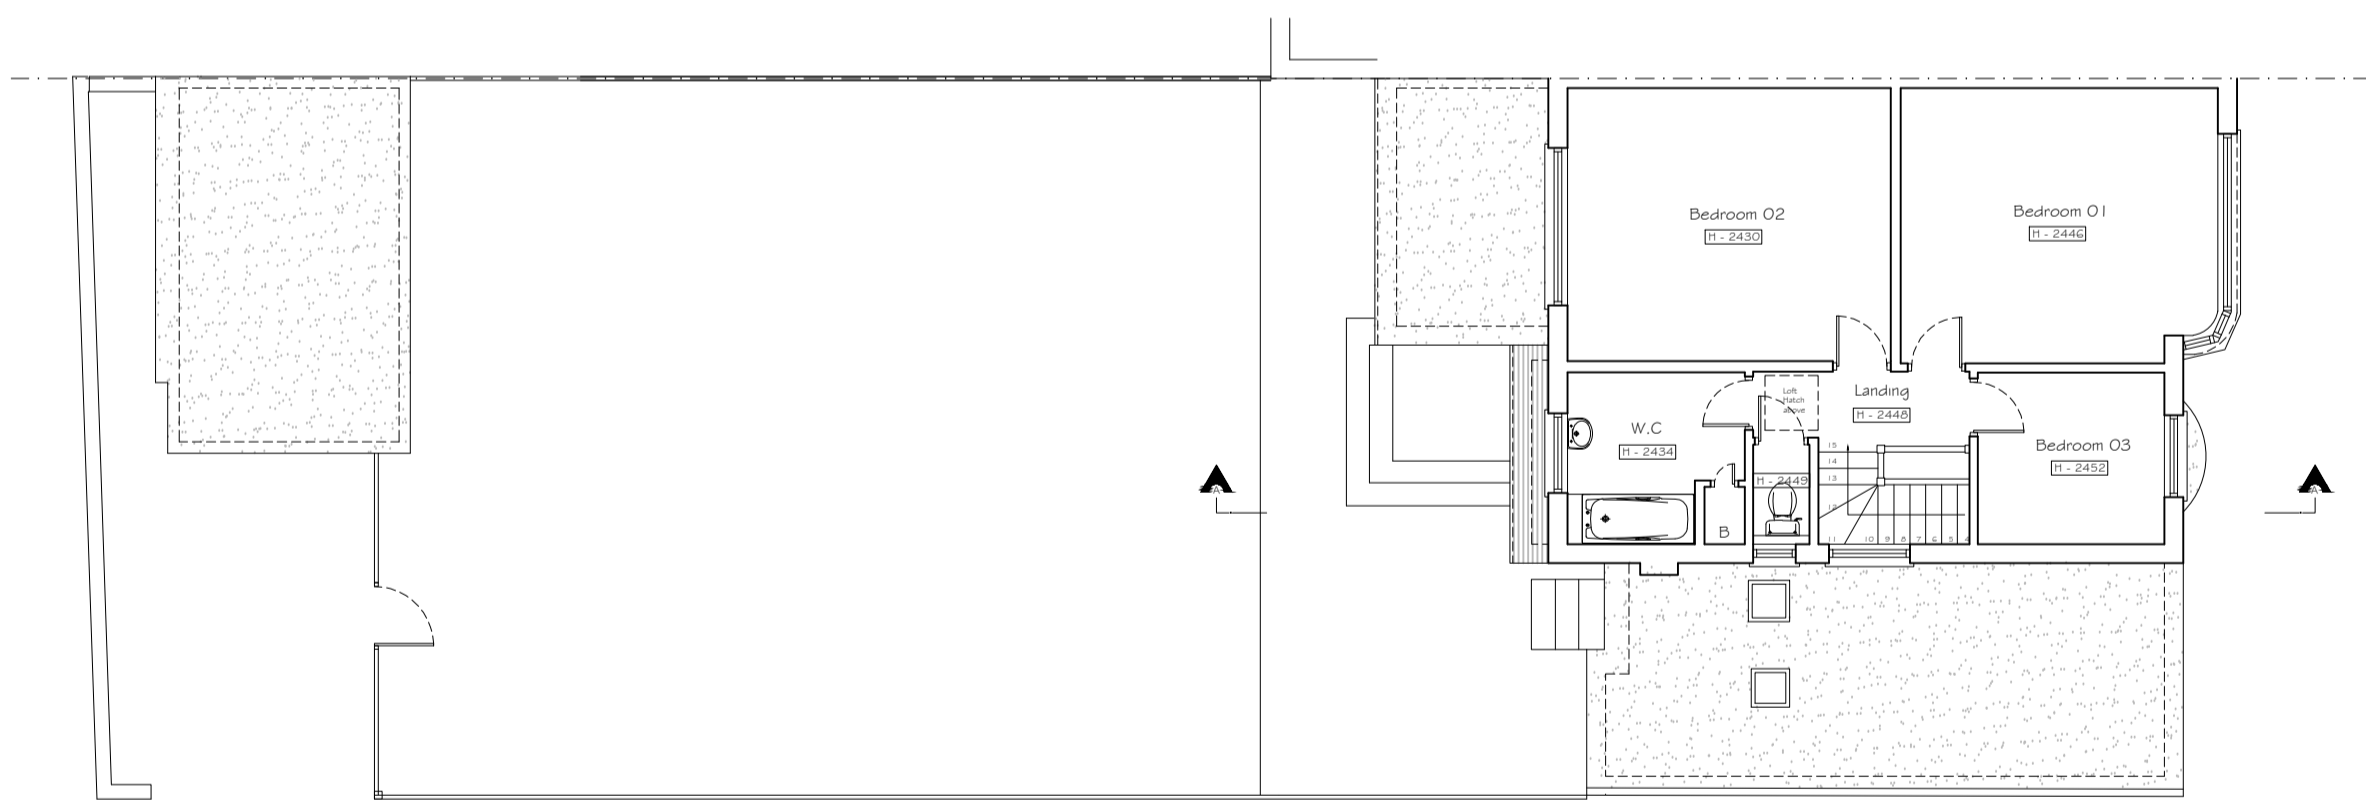 Bedroom 02
H - 2430
Bedroom 01
H - 2446
Loft
Hatch
above
Landing
H - 2448
W.C
H - 2434
Bedroom 03
H - 2452
H - 2449
B
15
14
13
12
11 10 9 8 7 6 5 4
A
A